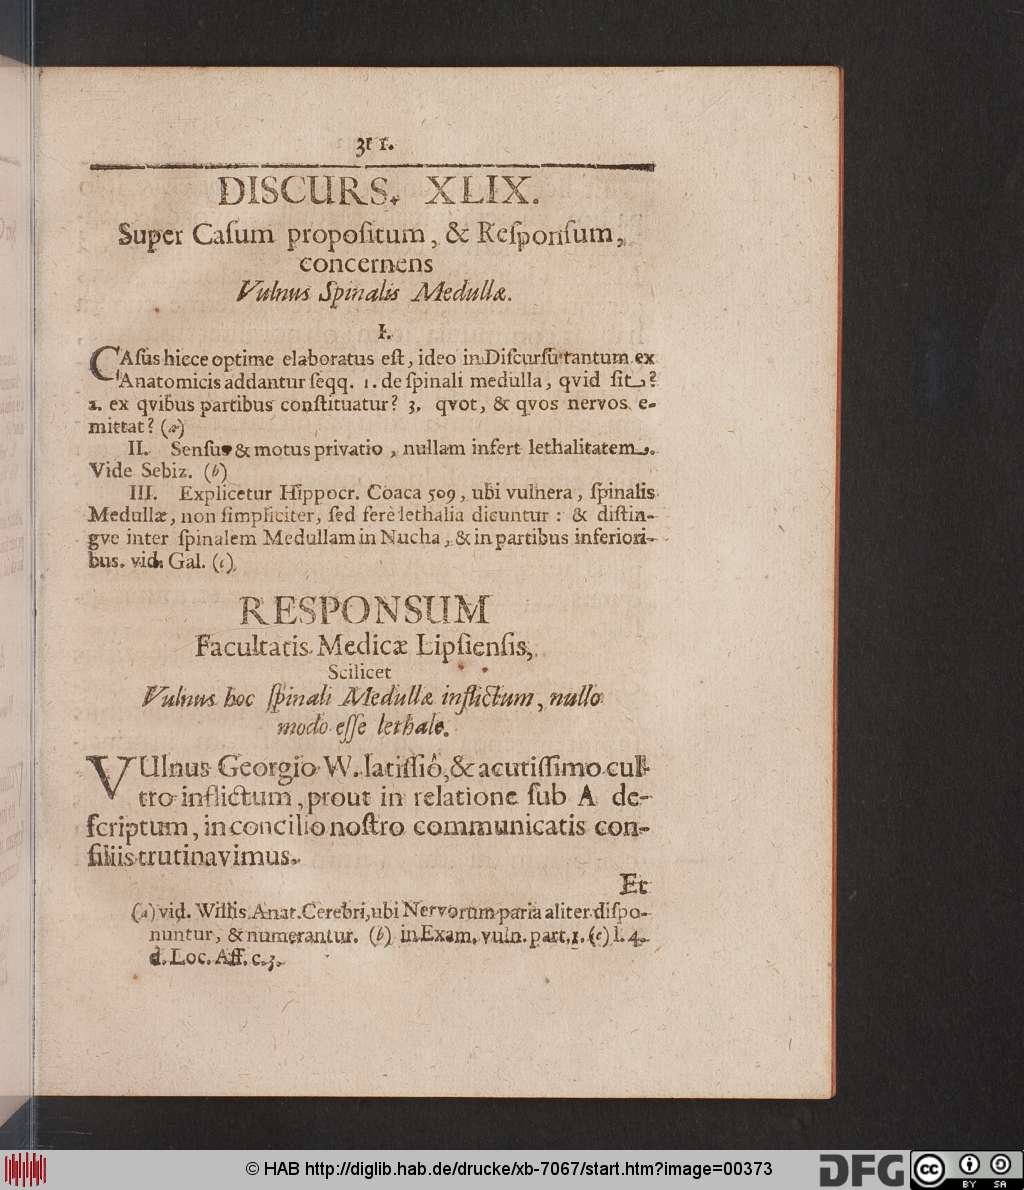 311.
DISCURS. XLIX.
Super Caſum propoſitum, & Reſponſum,
concernens
Vulnus Spinalis Medullæ.
I.
CAſus hicce optime elaboratus eſt, ideo in Diſcurſu tantum ex
Anatomicis addantur ſeqq. 1. de ſpinali medulla, qvid ſit?
2. ex qvibus partibus conſtituatur? 3. qvot, & qvos nervos e-
mittat? (a)
II. Senſus & motus privatio, nullam infert lethalitatem.
Vide Sebiz. (b)
III. Explicetur Hippocr. Coaca 509, ubi vulnera, ſpinalis
Medullæ, non ſimpliciter, ſed ferè lethalia dicuntur: & diſtin-
gve inter ſpinalem Medullam in Nucha, & in partibus inferiori-
bus. vid. Gal. (c)
RESPONSUM
Facultatis Medicæ Lipſienſis,
Scilicet
Vulnus hoc ſpinali Medullæ inflictum, nullo
modo eſſe lethale.
VUlnus Georgio W. latiſſiô, & acutiſſimo cul-
tro inflictum, prout in relatione ſub A de-
ſcriptum, in concilio noſtro communicatis con-
ſiliis trutinavimus.
Et
(a) vid. Willis. Anat. Cerebri, ubi Nervorum paria aliter diſpo-
nuntur, & numerantur. (b) in Exam. vuln. part. 1. (c) l. 4.
d. Loc. Aff. c. 3.
© HAB http://diglib.hab.de/drucke/xb-7067/start.htm?image=00373
DFG
cc
BY SA